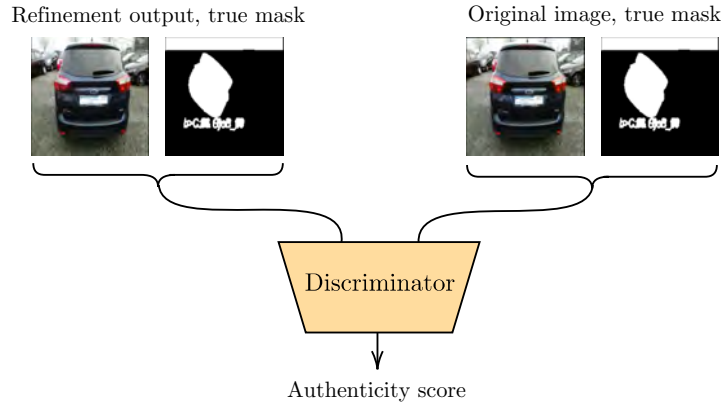 Refinement output, true mask
Original image, true mask
Discriminator
Authenticity score